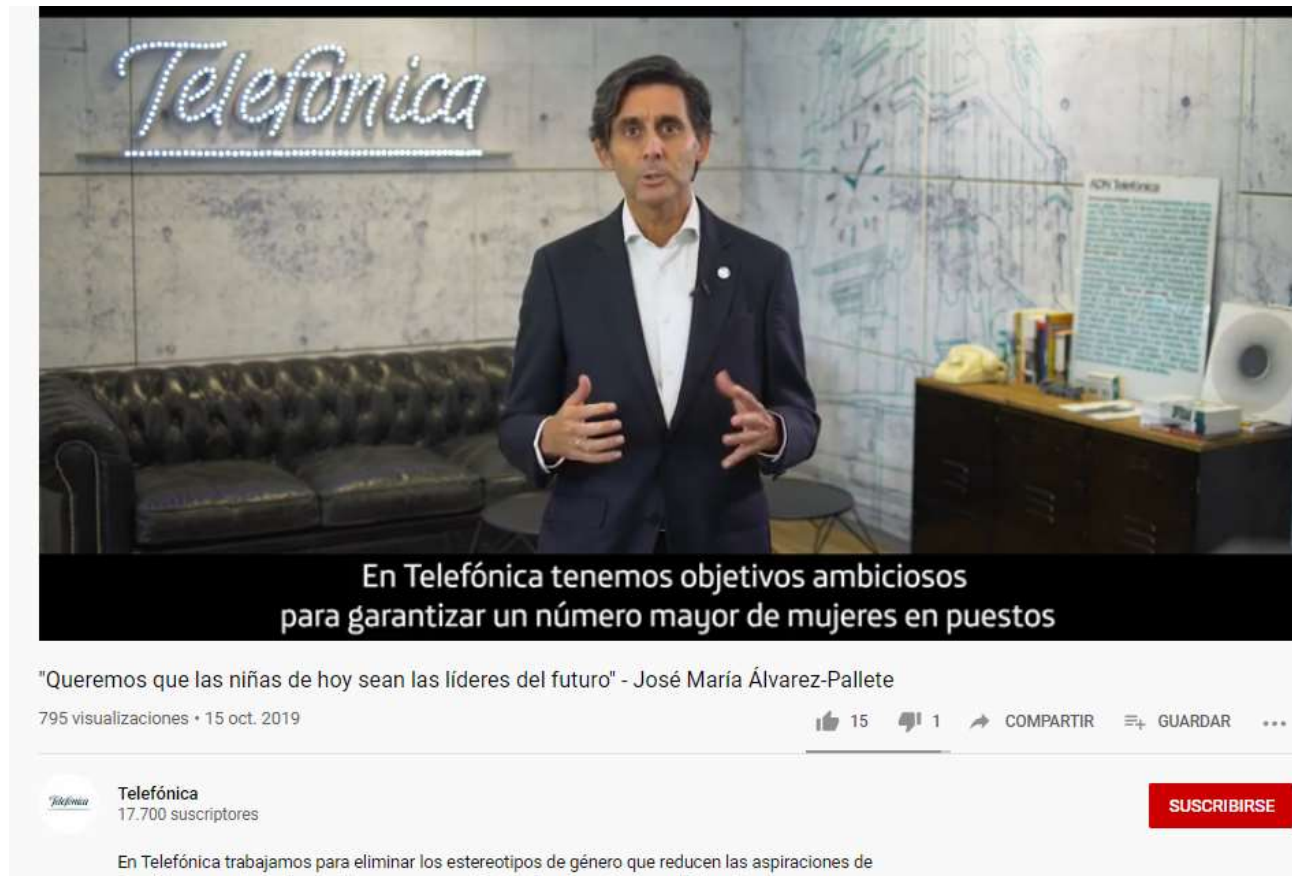 Telefónica
ADN Telefónica
En Telefónica tenemos objetivos ambiciosos
para garantizar un número mayor de mujeres en puestos
"Queremos que las niñas de hoy sean las líderes del futuro" - José María Álvarez-Pallete
795 visualizaciones • 15 oct. 2019
15 1 COMPARTIR GUARDAR
Telefónica
Telefónica
17.700 suscriptores
SUSCRIBIRSE
En Telefónica trabajamos para eliminar los estereotipos de género que reducen las aspiraciones de